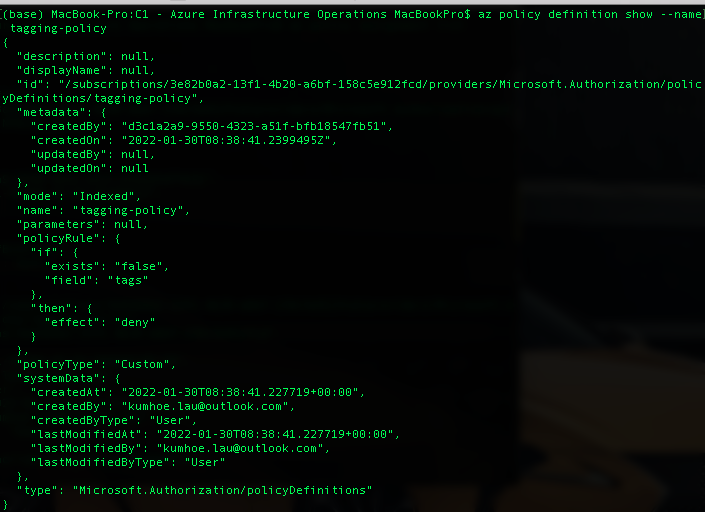 (base) MacBook-Pro:C1 - Azure Infrastructure Operations MacBookPro$ az policy definition show --name
 tagging-policy
{
  "description": null,
  "displayName": null,
  "id": "/subscriptions/3e82b0a2-13f1-4b20-a6bf-158c5e912fcd/providers/Microsoft.Authorization/polic
yDefinitions/tagging-policy",
  "metadata": {
    "createdBy": "d3c1a2a9-9550-4323-a51f-bfb18547fb51",
    "createdOn": "2022-01-30T08:38:41.2399495Z",
    "updatedBy": null,
    "updatedOn": null
  },
  "mode": "Indexed",
  "name": "tagging-policy",
  "parameters": null,
  "policyRule": {
    "if": {
      "exists": "false",
      "field": "tags"
    },
    "then": {
      "effect": "deny"
    }
  },
  "policyType": "Custom",
  "systemData": {
    "createdAt": "2022-01-30T08:38:41.227719+00:00",
    "createdBy": "kumhoe.lau@outlook.com",
    "createdByType": "User",
    "lastModifiedAt": "2022-01-30T08:38:41.227719+00:00",
    "lastModifiedBy": "kumhoe.lau@outlook.com",
    "lastModifiedByType": "User"
  },
  "type": "Microsoft.Authorization/policyDefinitions"
}